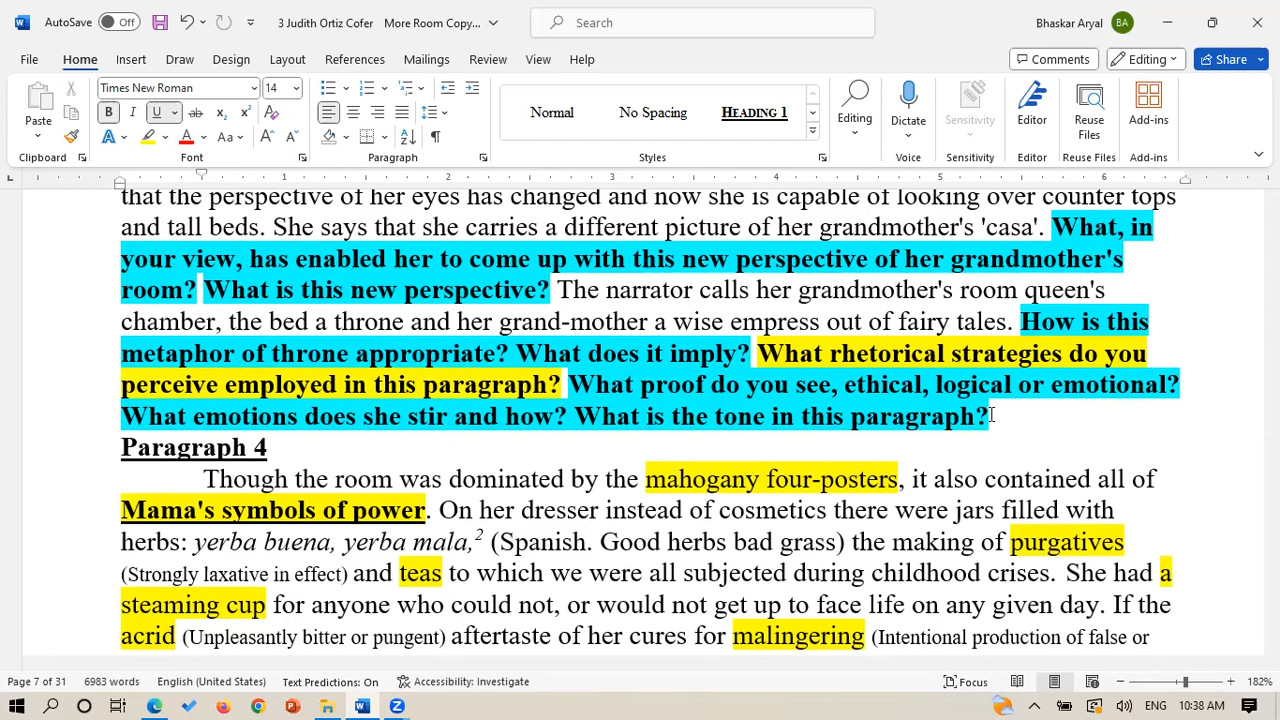 AutoSave Off 3 Judith Ortiz Cofer More Room Copy... Search Bhaskar Aryal BA
File Home Insert Draw Design Layout References Mailings Review View Help Comments Editing Share
Times New Roman 14
Paste Normal No Spacing HEADING 1 Editing Dictate Sensitivity Editor Reuse Files Add-ins
Clipboard Font Paragraph Styles Voice Sensitivity Editor Reuse Files Add-ins
1 2 3 4 5 6
that the perspective of her eyes has changed and now she is capable of looking over counter tops
and tall beds. She says that she carries a different picture of her grandmother's 'casa'. What, in
your view, has enabled her to come up with this new perspective of her grandmother's
room? What is this new perspective? The narrator calls her grandmother's room queen's
chamber, the bed a throne and her grand-mother a wise empress out of fairy tales. How is this
metaphor of throne appropriate? What does it imply? What rhetorical strategies do you
perceive employed in this paragraph? What proof do you see, ethical, logical or emotional?
What emotions does she stir and how? What is the tone in this paragraph?
Paragraph 4
Though the room was dominated by the mahogany four-posters, it also contained all of
Mama's symbols of power. On her dresser instead of cosmetics there were jars filled with
herbs: yerba buena, yerba mala,2 (Spanish. Good herbs bad grass) the making of purgatives
(Strongly laxative in effect) and teas to which we were all subjected during childhood crises. She had a
steaming cup for anyone who could not, or would not get up to face life on any given day. If the
acrid (Unpleasantly bitter or pungent) aftertaste of her cures for malingering (Intentional production of false or
Page 7 of 31 6983 words English (United States) Text Predictions: On Accessibility: Investigate Focus 182%
ENG 10:38 AM